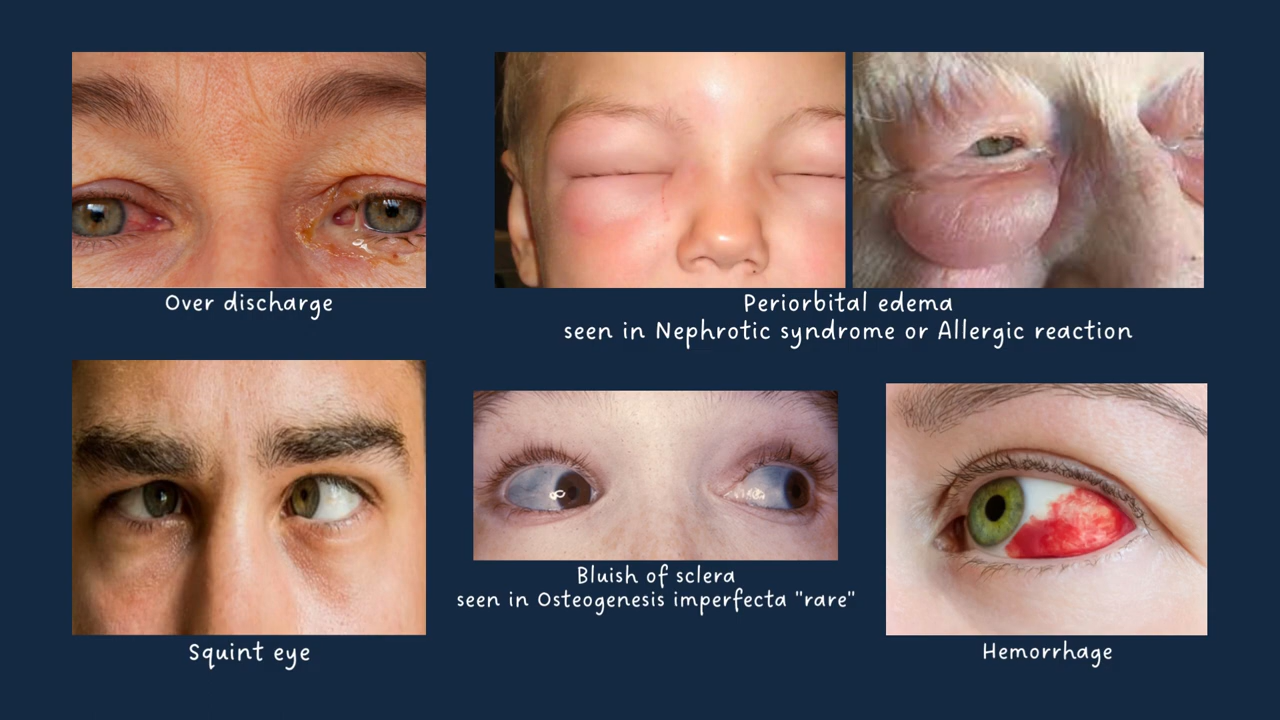 Over discharge
Periorbital edema
seen in Nephrotic syndrome or Allergic reaction
Squint eye
Bluish of sclera
seen in Osteogenesis imperfecta "rare"
Hemorrhage